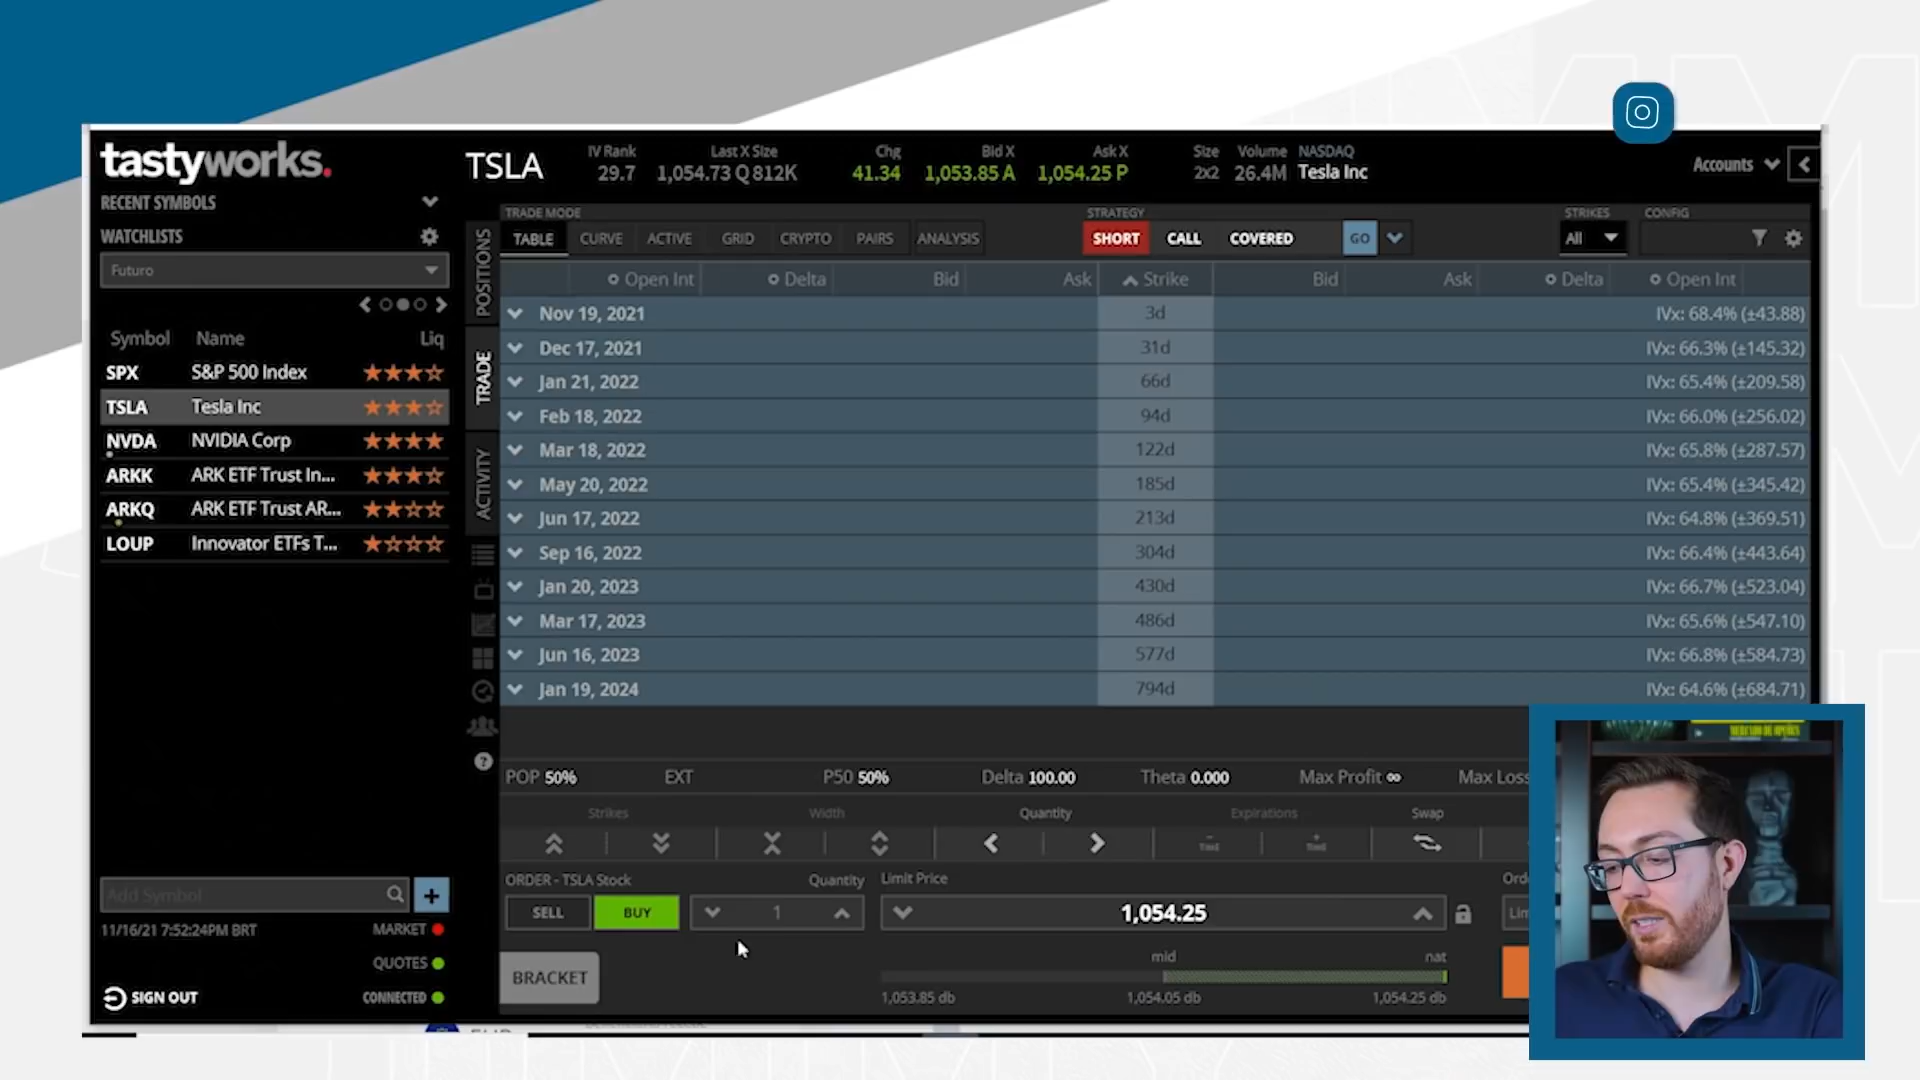 tastyworks.
RECENT SYMBOLS
WATCHLISTS
Futuro
Symbol Name Liq
SPX S&P 500 Index
TSLA Tesla Inc
NVDA NVIDIA Corp
ARKK ARK ETF Trust In...
ARKQ ARK ETF Trust AR...
LOUP Innovator ETFs T...
Add Symbol
11/16/21 7:52:24PM BRT MARKET
QUOTES
SIGN OUT CONNECTED
TSLA
IV Rank Last X Size Chg Bid X Ask X Size Volume NASDAQ
29.7 1,054.73 Q 812K 41.34 1,053.85 A 1,054.25 P 2x2 26.4M Tesla Inc
Accounts
POSITIONS
TRADE
ACTIVITY
TRADE MODE STRATEGY STRIKES CONFIG
TABLE CURVE ACTIVE GRID CRYPTO PAIRS ANALYSIS SHORT CALL COVERED GO All
Open Int Delta Bid Ask Strike Bid Ask Delta Open Int
Nov 19, 2021 3d IVx: 68.4% (±43.88)
Dec 17, 2021 31d IVx: 66.3% (±145.32)
Jan 21, 2022 66d IVx: 65.4% (±209.58)
Feb 18, 2022 94d IVx: 66.0% (±256.02)
Mar 18, 2022 122d IVx: 65.8% (±287.57)
May 20, 2022 185d IVx: 65.4% (±345.42)
Jun 17, 2022 213d IVx: 64.8% (±369.51)
Sep 16, 2022 304d IVx: 66.4% (±443.64)
Jan 20, 2023 430d IVx: 66.7% (±523.04)
Mar 17, 2023 486d IVx: 65.6% (±547.10)
Jun 16, 2023 577d IVx: 66.8% (±584.73)
Jan 19, 2024 794d IVx: 64.6% (±684.71)
POP 50% EXT P50 50% Delta 100.00 Theta 0.000 Max Profit ∞ Max Loss
Strikes Width Quantity Expirations Swap
ORDER - TSLA Stock Quantity Limit Price Ord
SELL BUY 1 1,054.25 Lim
BRACKET
mid nat
1,053.85 db 1,054.05 db 1,054.25 db